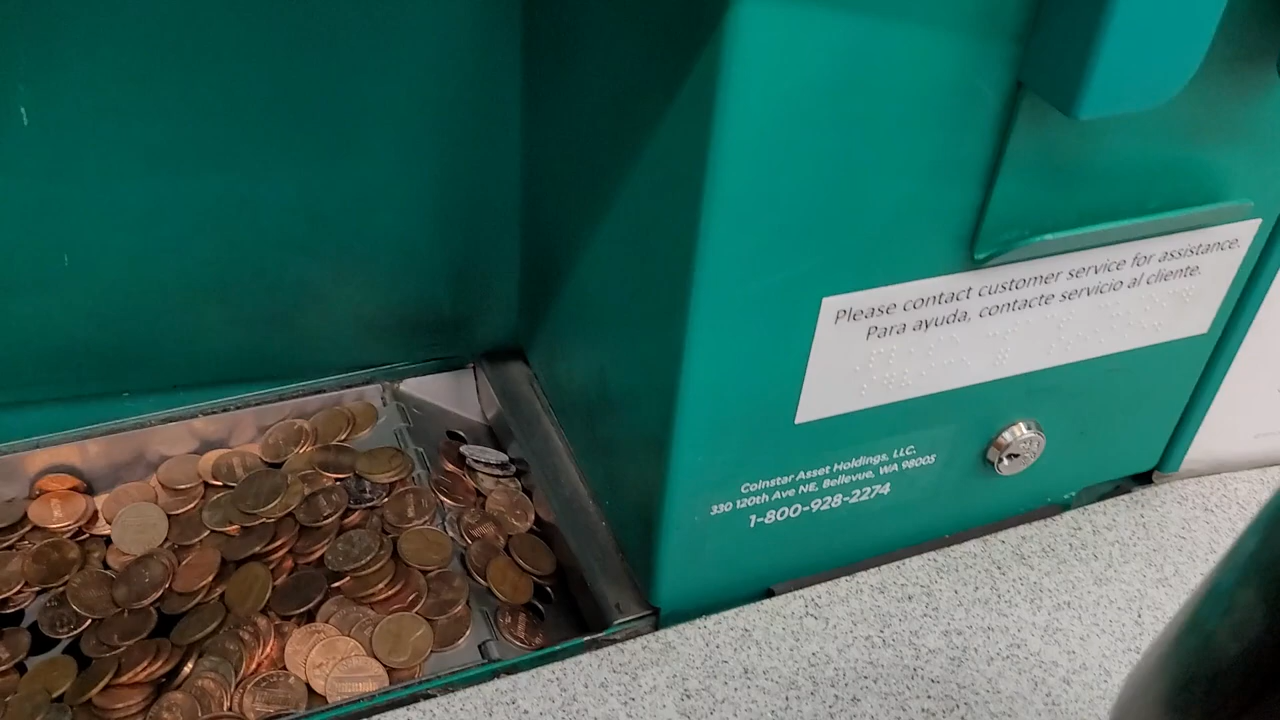 Please contact customer service for assistance.
Para ayuda, contacte servicio al cliente.
Coinstar Asset Holdings, LLC.
330 120th Ave NE, Bellevue, WA 98005
1-800-928-2274